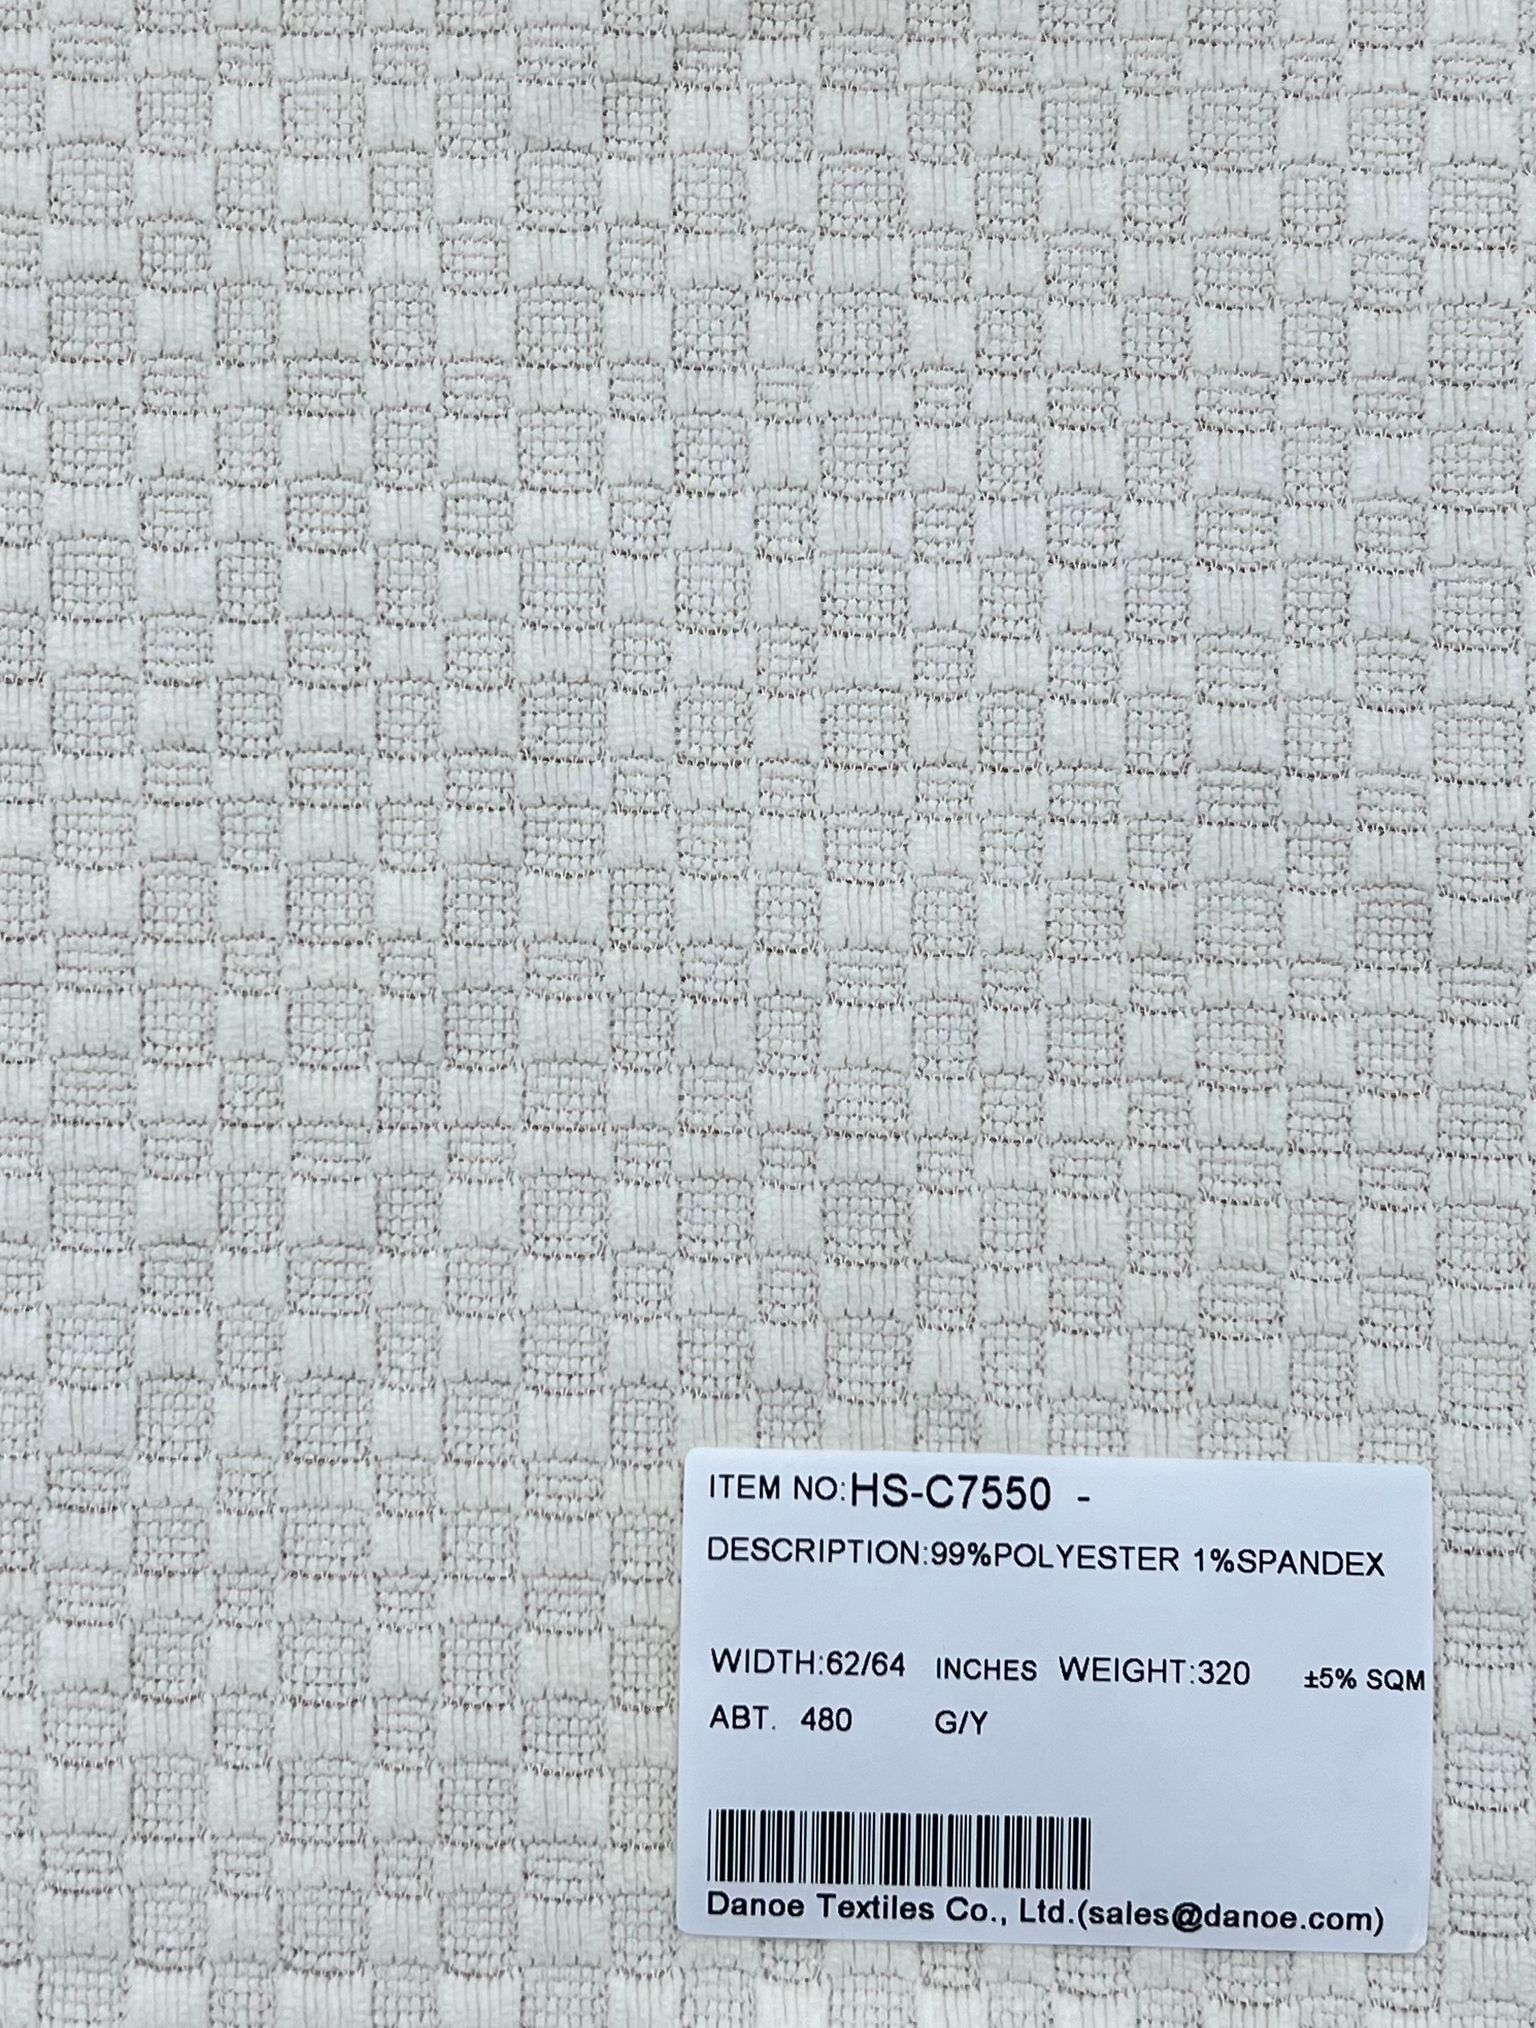 ITEM NO:HS-C7550 -
DESCRIPTION:99%POLYESTER 1%SPANDEX
WIDTH:62/64 INCHES WEIGHT:320 ±5% SQM
ABT. 480 G/Y
Danoe Textiles Co., Ltd.(sales@danoe.com)